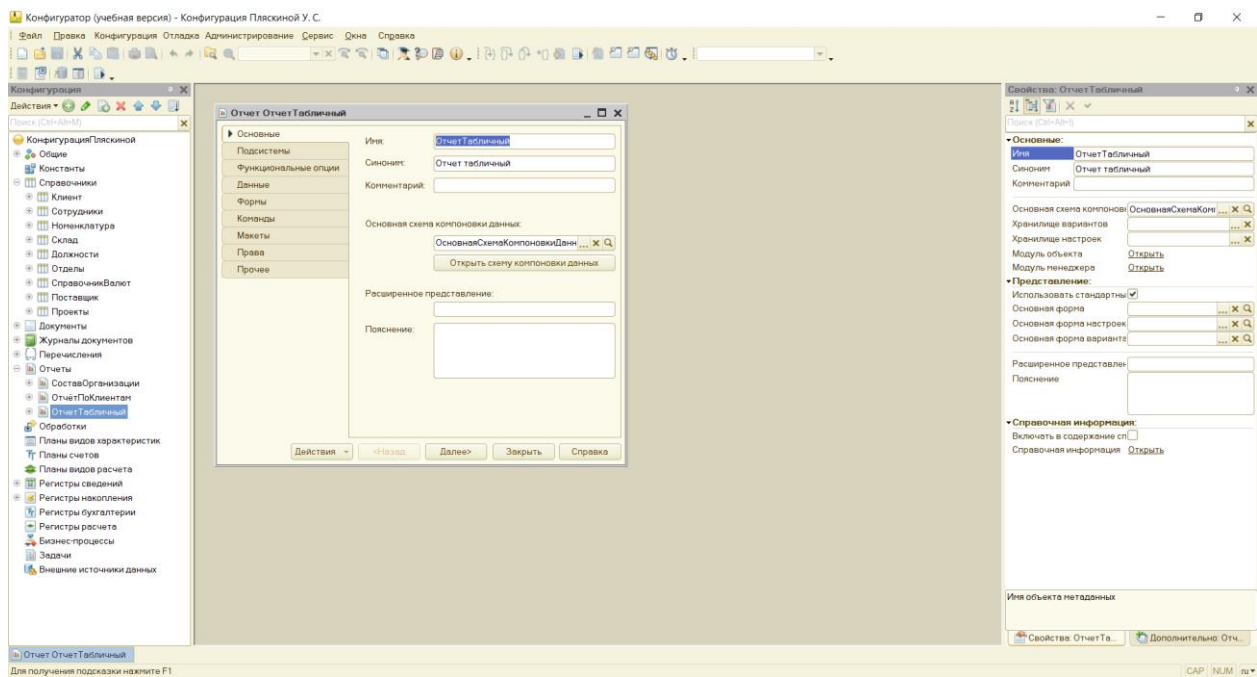 Конфигуратор (учебная версия) - Конфигурация Пляскиной У. С.
Файл Правка Конфигурация Отладка Администрирование Сервис Окна Справка
Конфигурация
Действия
Поиск (Ctrl+Alt+M)
КонфигурацияПляскиной
Общие
Константы
Справочники
Клиент
Сотрудники
Номенклатура
Склад
Должности
Отделы
СправочникВалют
Поставщик
Проекты
Документы
Журналы документов
Перечисления
Отчеты
СоставОрганизации
ОтчётПоКлиентам
ОтчетТабличный
Обработки
Планы видов характеристик
Планы счетов
Планы видов расчета
Регистры сведений
Регистры накопления
Регистры бухгалтерии
Регистры расчета
Бизнес-процессы
Задачи
Внешние источники данных
Отчет ОтчетТабличный
Основные
Подсистемы
Функциональные опции
Данные
Формы
Команды
Макеты
Права
Прочее
Имя: ОтчетТабличный
Синоним: Отчет табличный
Комментарий:
Основная схема компоновки данных:
ОсновнаяСхемаКомпоновкиДанн ...
Открыть схему компоновки данных
Расширенное представление:
Пояснение:
Действия <Назад Далее> Закрыть Справка
Свойства: ОтчетТабличный
Поиск (Ctrl+Alt+I)
Основные:
Имя ОтчетТабличный
Синоним Отчет табличный
Комментарий
Основная схема компонов ОсновнаяСхемаКом ...
Хранилище вариантов ...
Хранилище настроек ...
Модуль объекта Открыть
Модуль менеджера Открыть
Представление:
Использовать стандартны
Основная форма ...
Основная форма настроек ...
Основная форма варианта ...
Расширенное представлен
Пояснение
Справочная информация:
Включать в содержание сп
Справочная информация Открыть
Имя объекта метаданных
Свойства: ОтчетТа... Дополнительно: Отч...
Отчет ОтчетТабличный
Для получения подсказки нажмите F1
CAP NUM ru